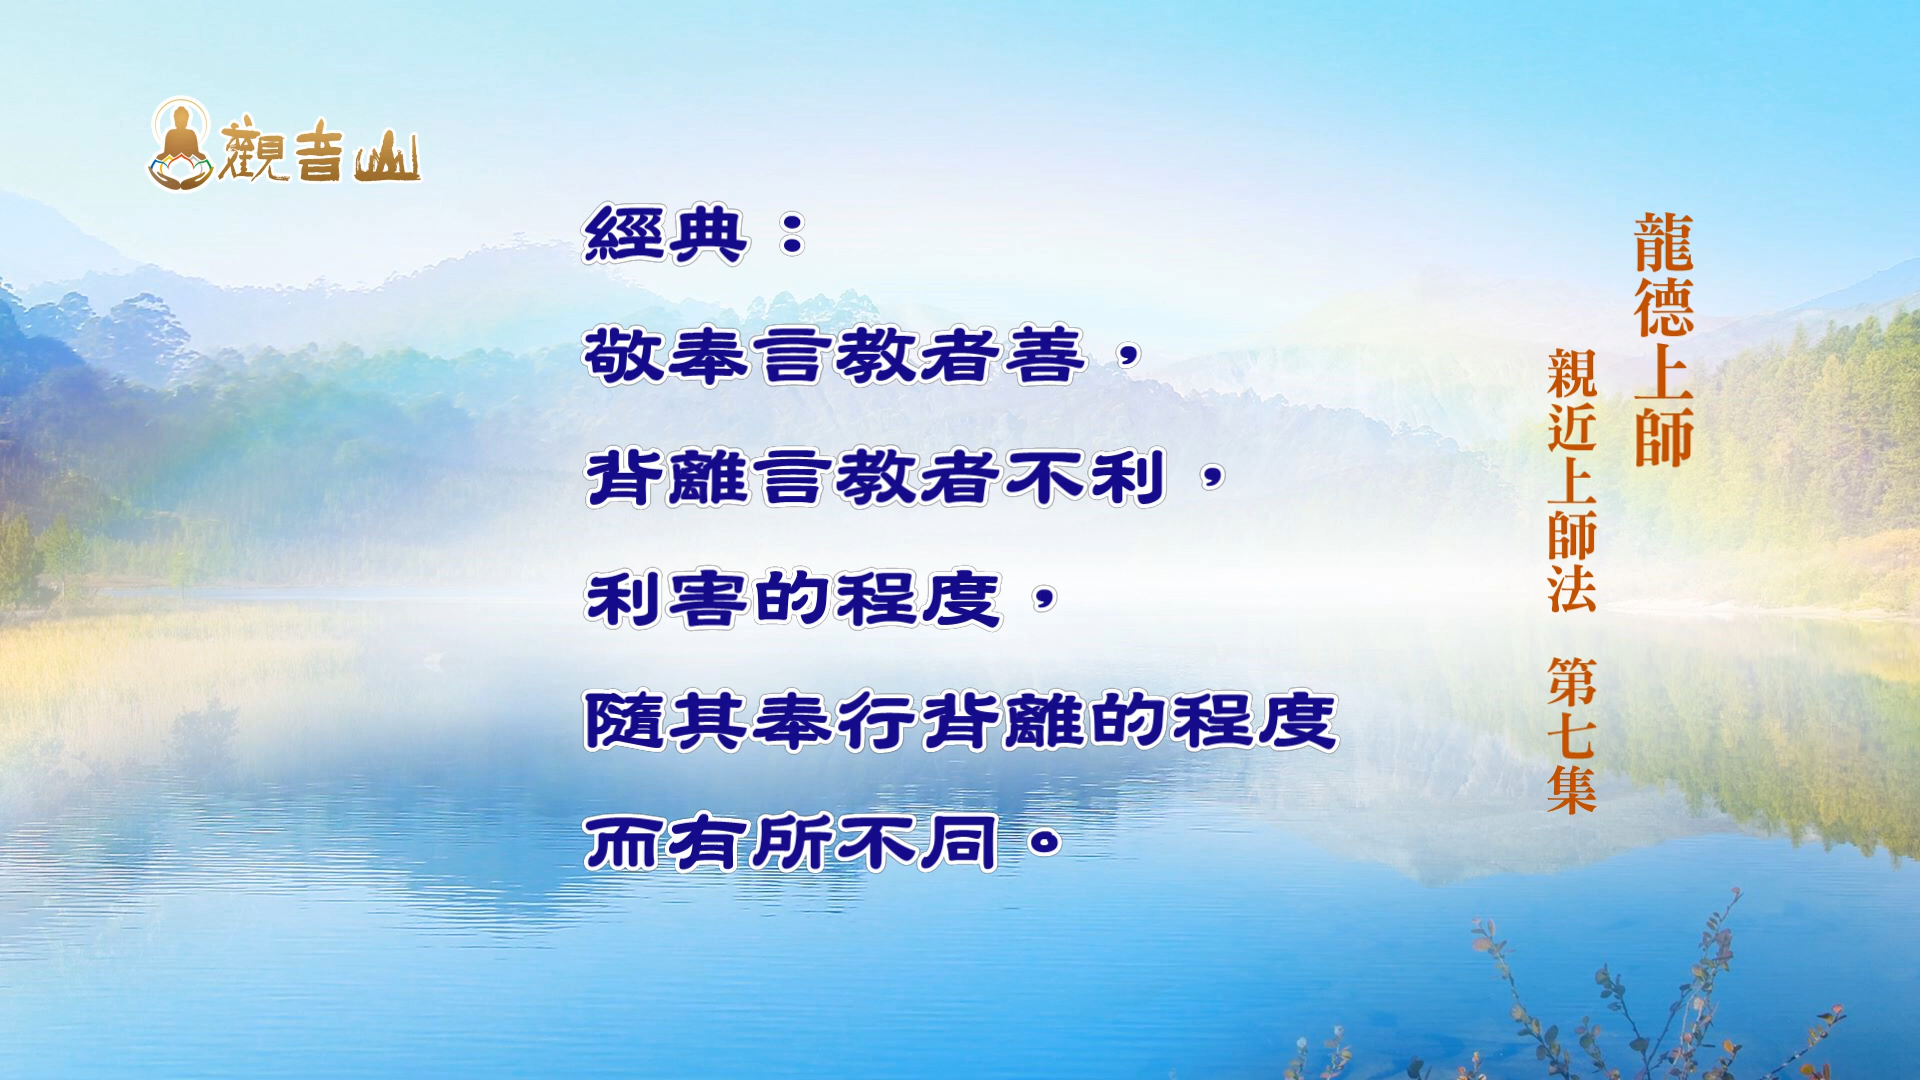 觀音山
經典：
敬奉言教者善，
背離言教者不利，
利害的程度，
隨其奉行背離的程度
而有所不同。
龍德上師
親近上師法　第七集